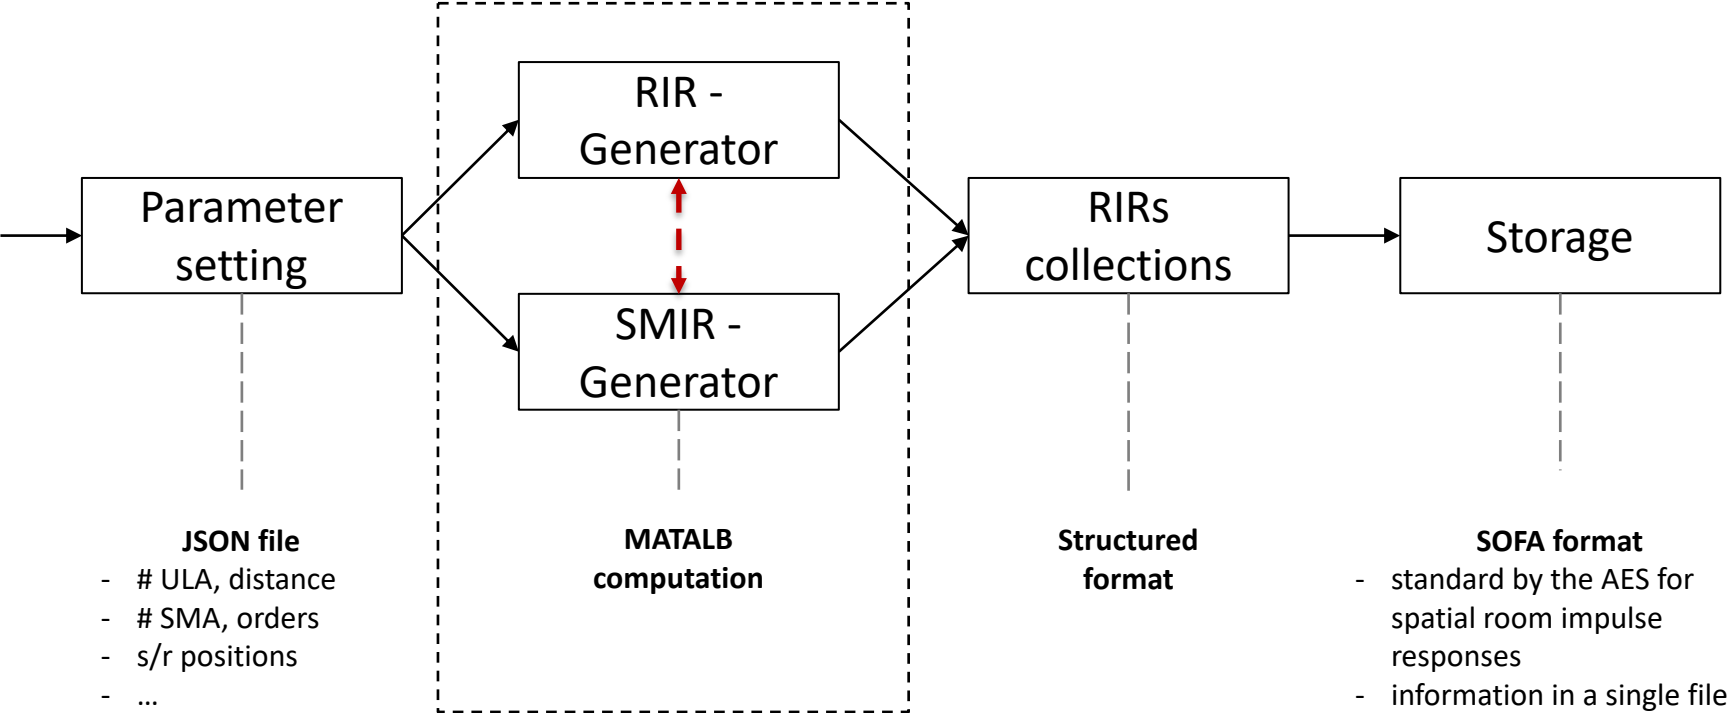 RIR -
Generator
Parameter
setting
RIRs
collections
Storage
SMIR -
Generator
JSON file
- # ULA, distance
- # SMA, orders
- s/r positions
- ...
MATALB
computation
Structured
format
SOFA format
- standard by the AES for
spatial room impulse
responses
- information in a single file